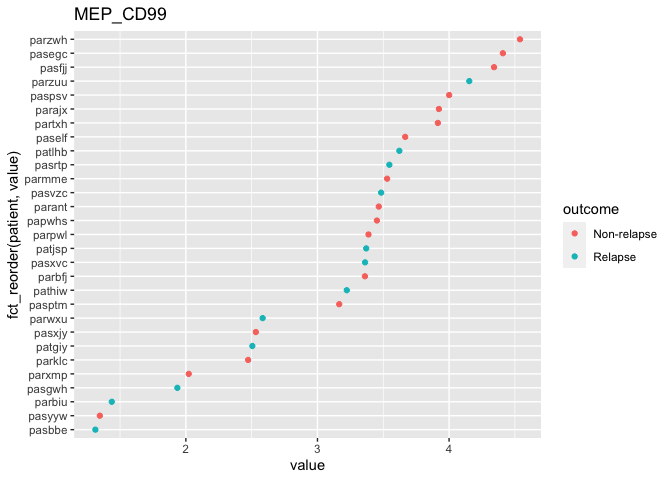 MEP_CD99
fct_reorder(patient, value)
parzwh
pasegc
pasfjj
parzuu
paspsv
parajx
partxh
paself
patlhb
pasrtp
parmme
pasvzc
parant
papwhs
parpwl
patjsp
pasxvc
parbfj
pathiw
pasptm
parwxu
pasxjy
patgiy
parklc
parxmp
pasgwh
parbiu
pasyyw
pasbbe
2 3 4
value
outcome
Non-relapse
Relapse